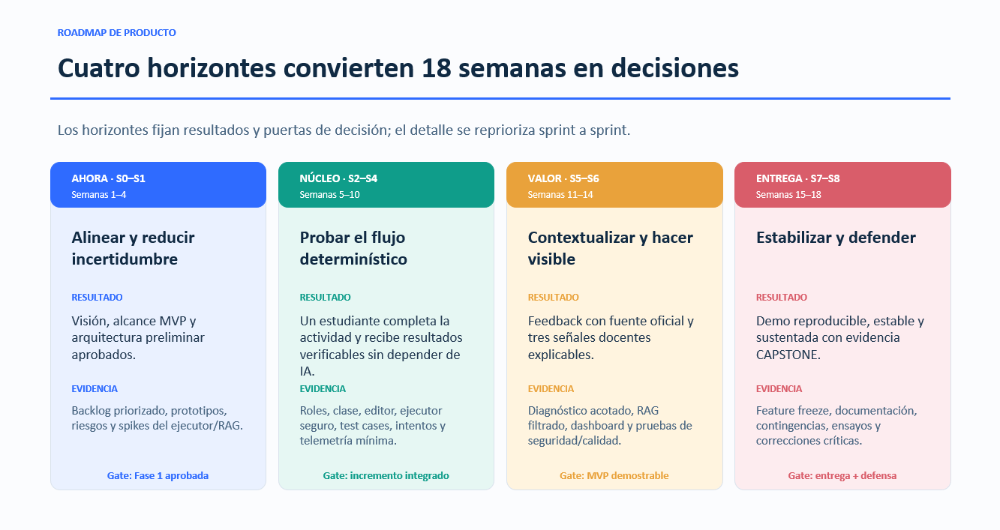 ROADMAP DE PRODUCTO
Cuatro horizontes convierten 18 semanas en decisiones
Los horizontes fijan resultados y puertas de decisión; el detalle se reprioriza sprint a sprint.
AHORA · S0–S1
Semanas 1–4
Alinear y reducir
incertidumbre
RESULTADO
Visión, alcance MVP y
arquitectura preliminar
aprobados.
EVIDENCIA
Backlog priorizado, prototipos,
riesgos y spikes del ejecutor/RAG.
Gate: Fase 1 aprobada
NÚCLEO · S2–S4
Semanas 5–10
Probar el flujo
determinístico
RESULTADO
Un estudiante completa la
actividad y recibe resultados
verificables sin depender de
IA.
EVIDENCIA
Roles, clase, editor, ejecutor
seguro, test cases, intentos y
telemetría mínima.
Gate: incremento integrado
VALOR · S5–S6
Semanas 11–14
Contextualizar y hacer
visible
RESULTADO
Feedback con fuente oficial y
tres señales docentes
explicables.
EVIDENCIA
Diagnóstico acotado, RAG
filtrado, dashboard y pruebas de
seguridad/calidad.
Gate: MVP demostrable
ENTREGA · S7–S8
Semanas 15–18
Estabilizar y defender
RESULTADO
Demo reproducible, estable y
sustentada con evidencia
CAPSTONE.
EVIDENCIA
Feature freeze, documentación,
contingencias, ensayos y
correcciones críticas.
Gate: entrega + defensa